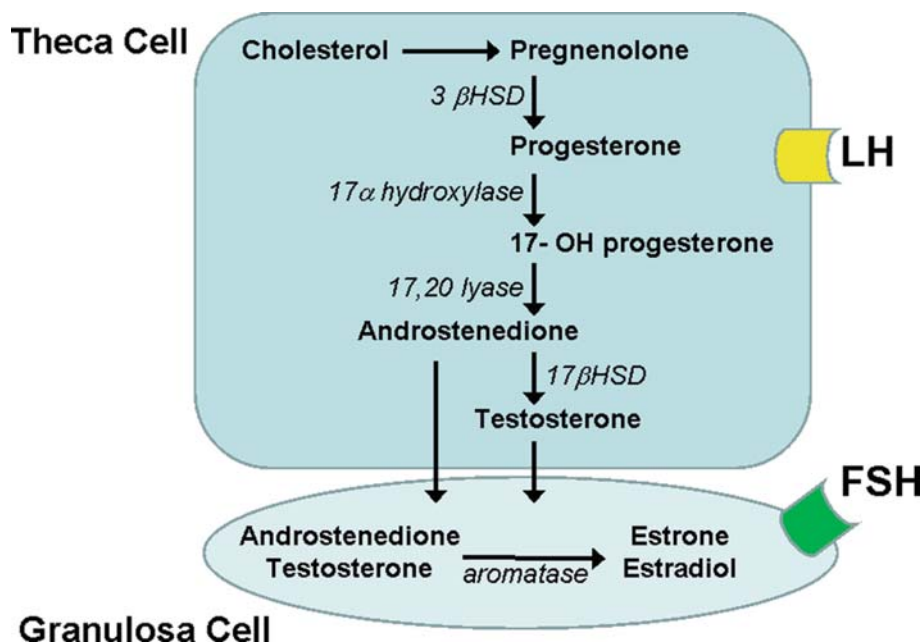 Theca Cell
Cholesterol
Pregnenolone
3 βHSD
Progesterone
LH
17α hydroxylase
17- OH progesterone
17,20 lyase
Androstenedione
17βHSD
Testosterone
FSH
Androstenedione
Testosterone
aromatase
Estrone
Estradiol
Granulosa Cell